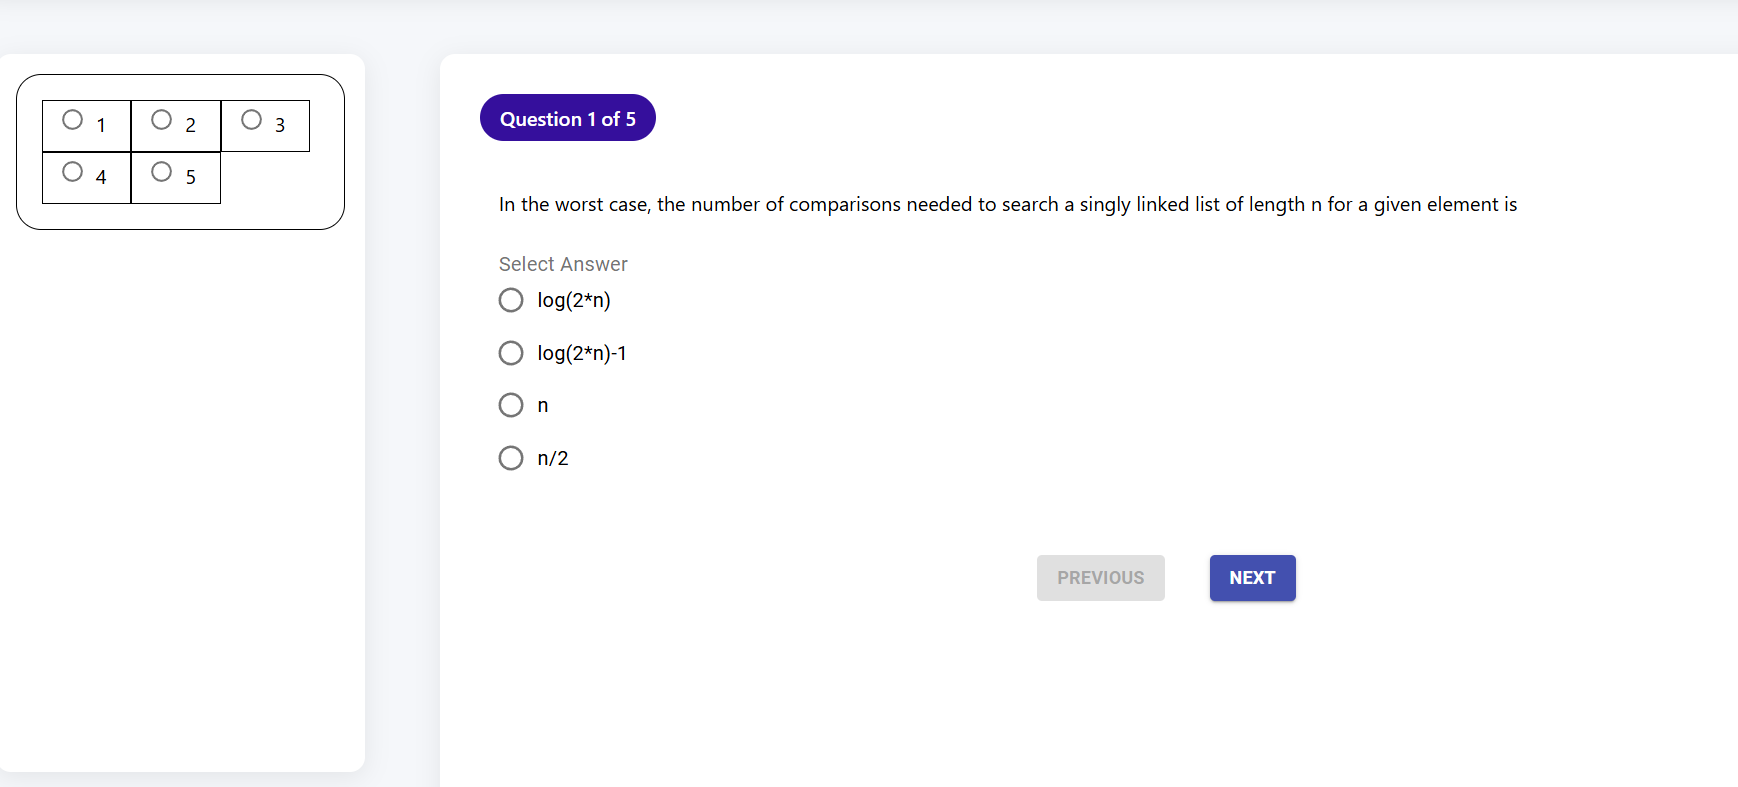 1 2 3
4 5
Question 1 of 5
In the worst case, the number of comparisons needed to search a singly linked list of length n for a given element is
Select Answer
log(2*n)
log(2*n)-1
n
n/2
PREVIOUS NEXT